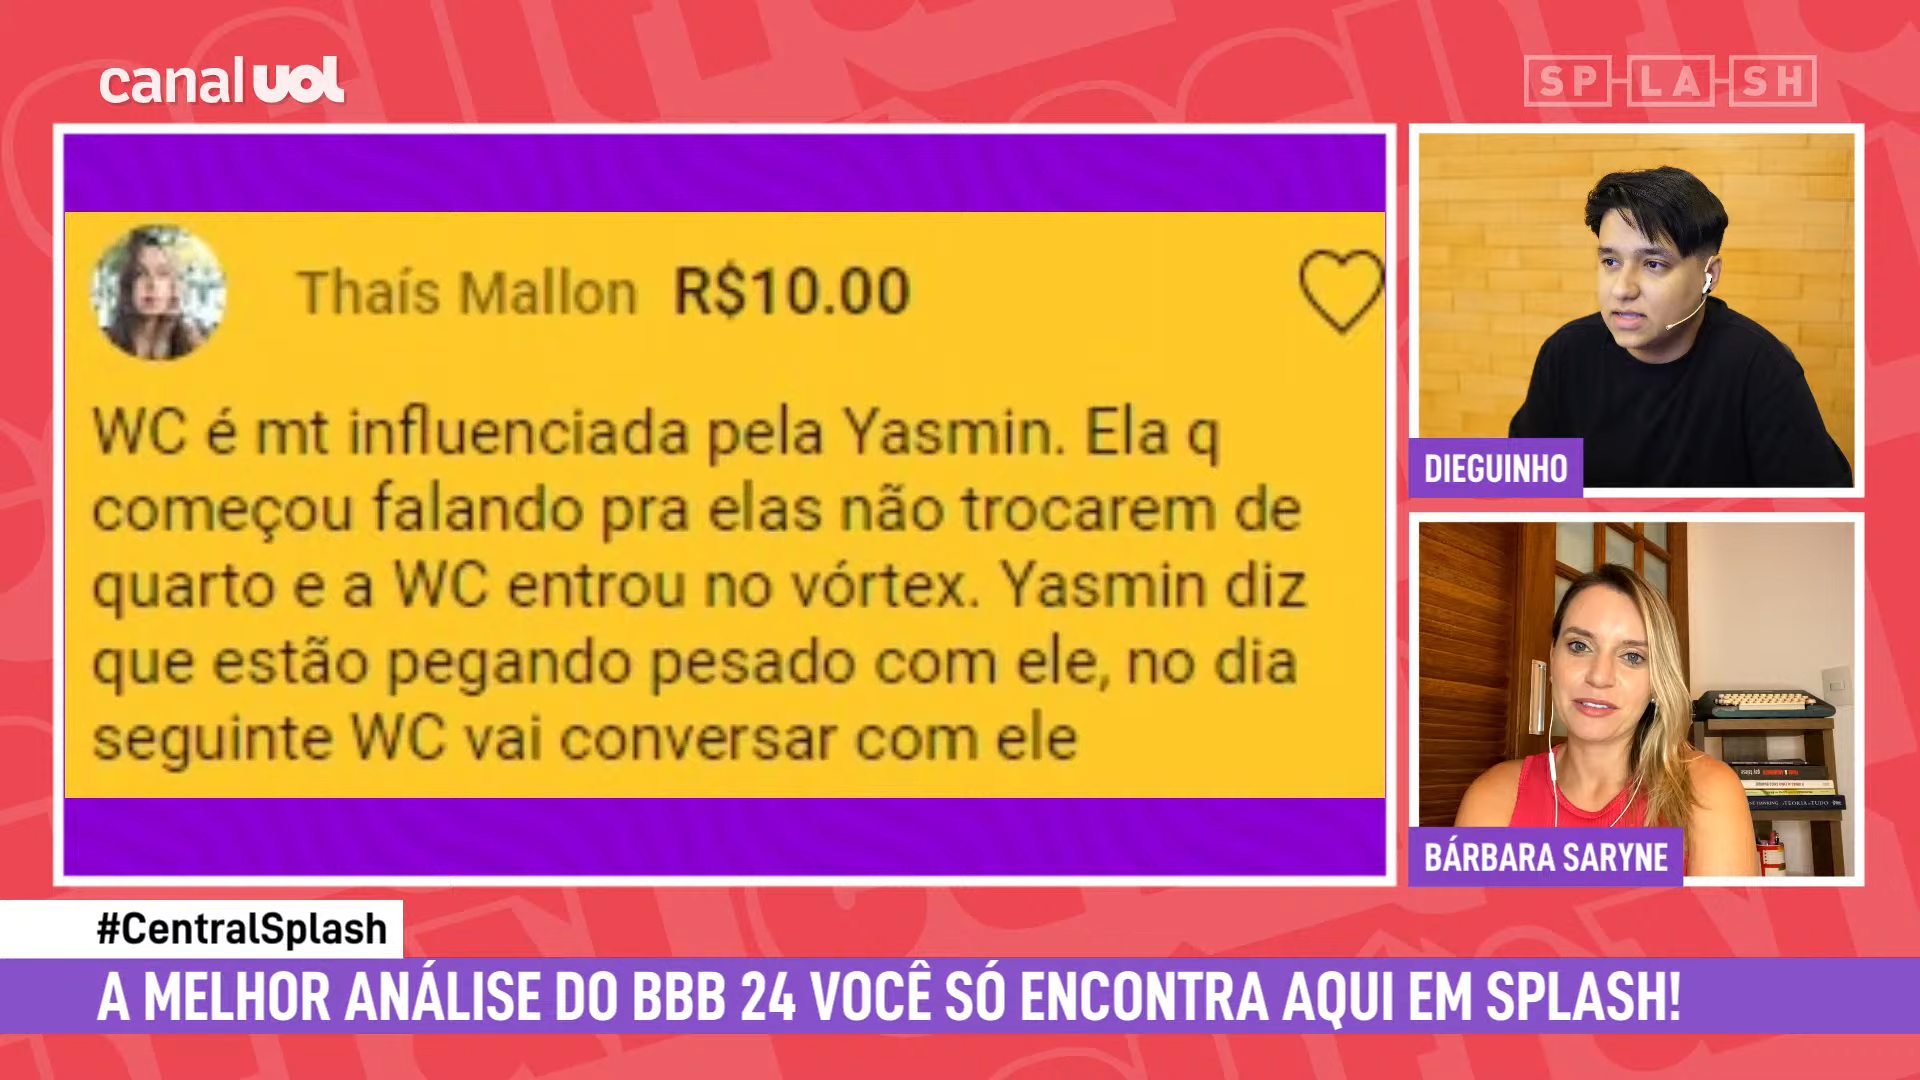 canal UOL
SPLASH
Thaís Mallon R$10.00
WC é mt influenciada pela Yasmin. Ela q
começou falando pra elas não trocarem de
quarto e a WC entrou no vórtex. Yasmin diz
que estão pegando pesado com ele, no dia
seguinte WC vai conversar com ele
DIEGUINHO
BÁRBARA SARYNE
#CentralSplash
A MELHOR ANÁLISE DO BBB 24 VOCÊ SÓ ENCONTRA AQUI EM SPLASH!